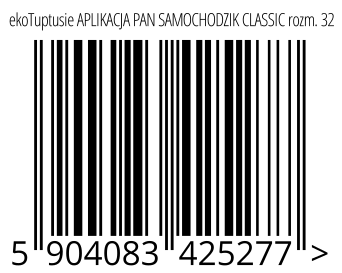 ekoTuptusie APLIKACJA PAN SAMOCHODZIK CLASSIC rozm. 32
5 904083 425277 >